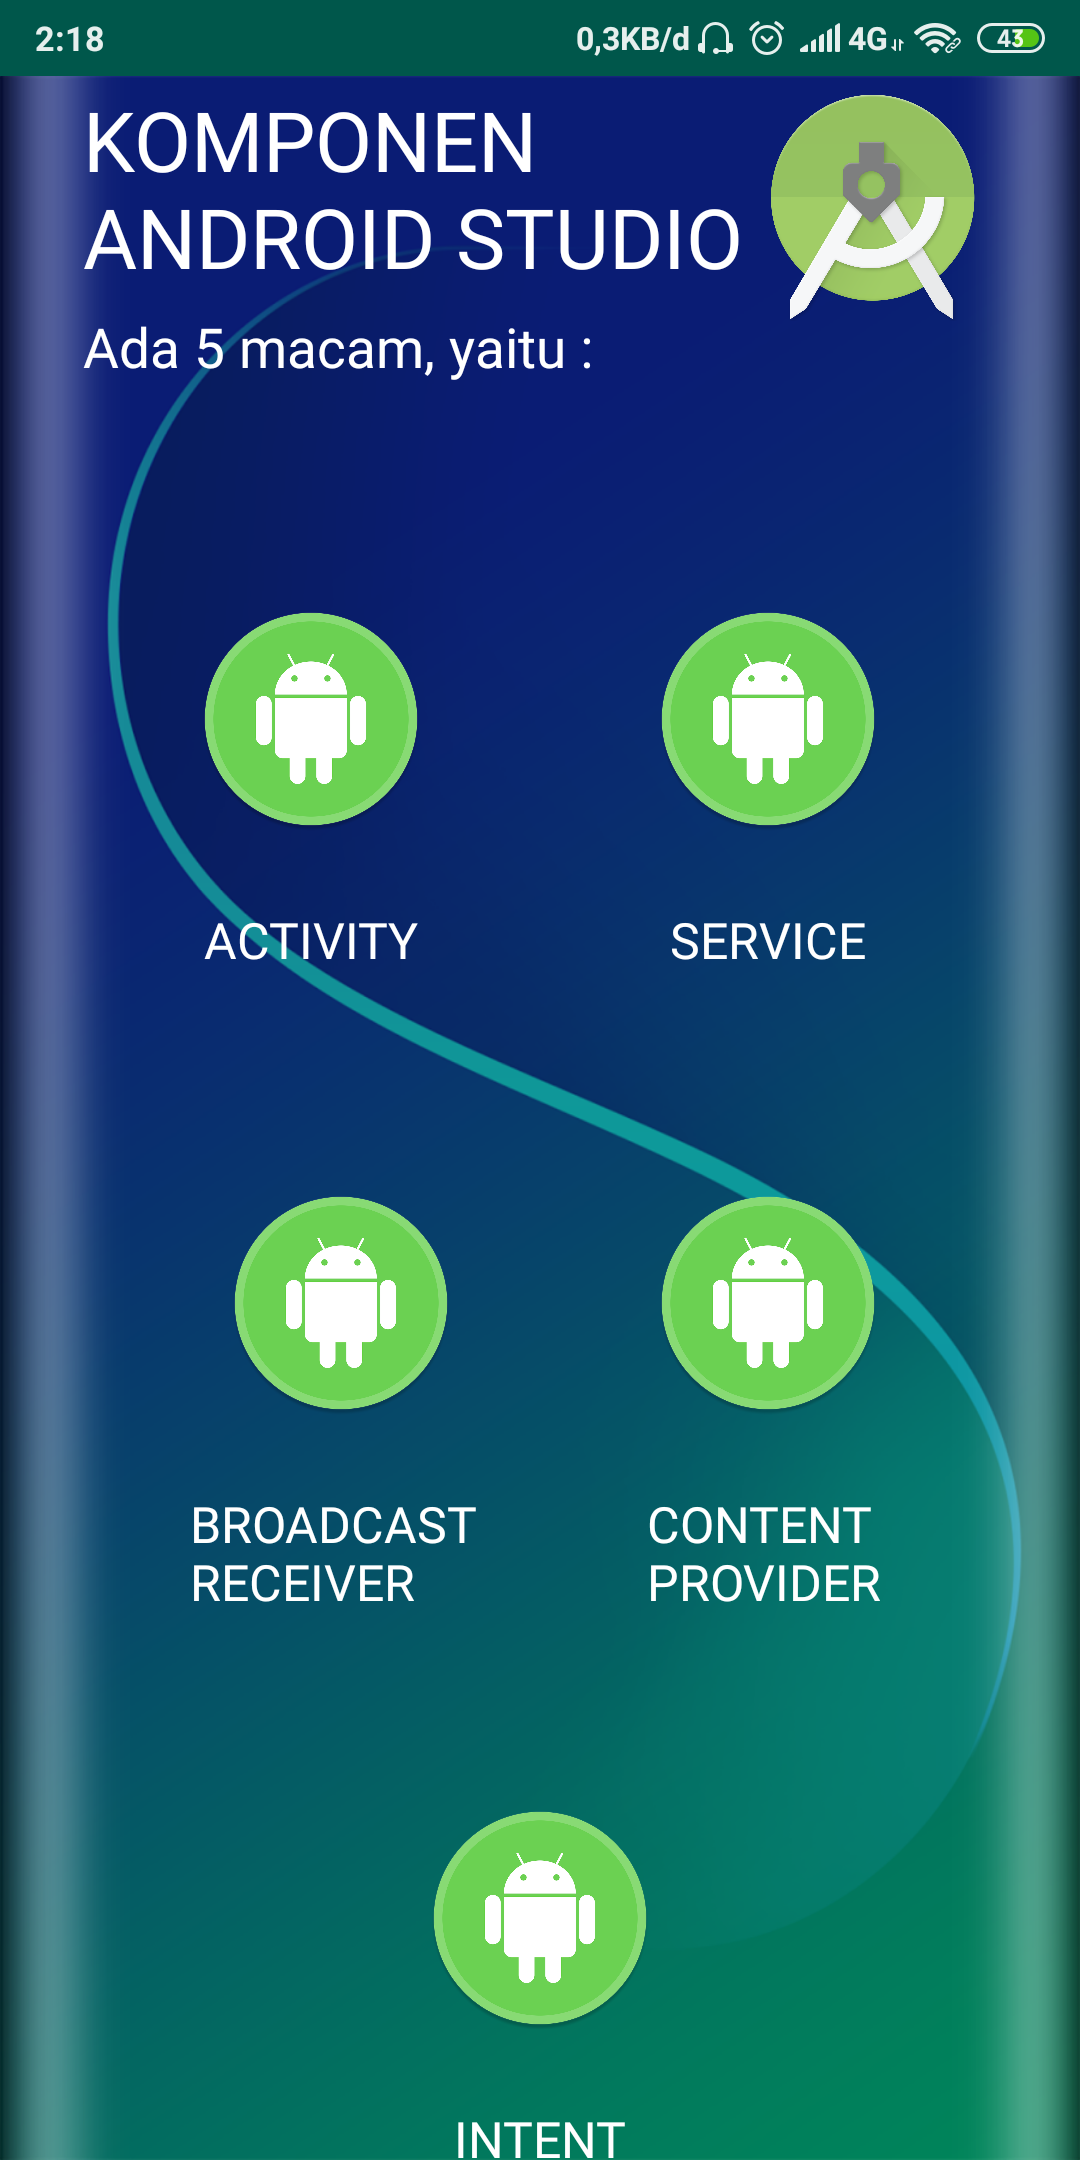 2:18
0,3KB/d
4G
43
KOMPONEN
ANDROID STUDIO
Ada 5 macam, yaitu :
ACTIVITY
SERVICE
BROADCAST
RECEIVER
CONTENT
PROVIDER
INTENT